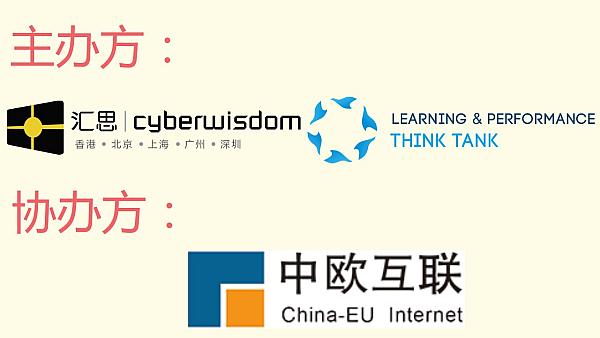 主办方：
汇思 | cyberwisdom
香港 • 北京 • 上海 • 广州 • 深圳
LEARNING & PERFORMANCE
THINK TANK
协办方：
中欧互联
China-EU Internet